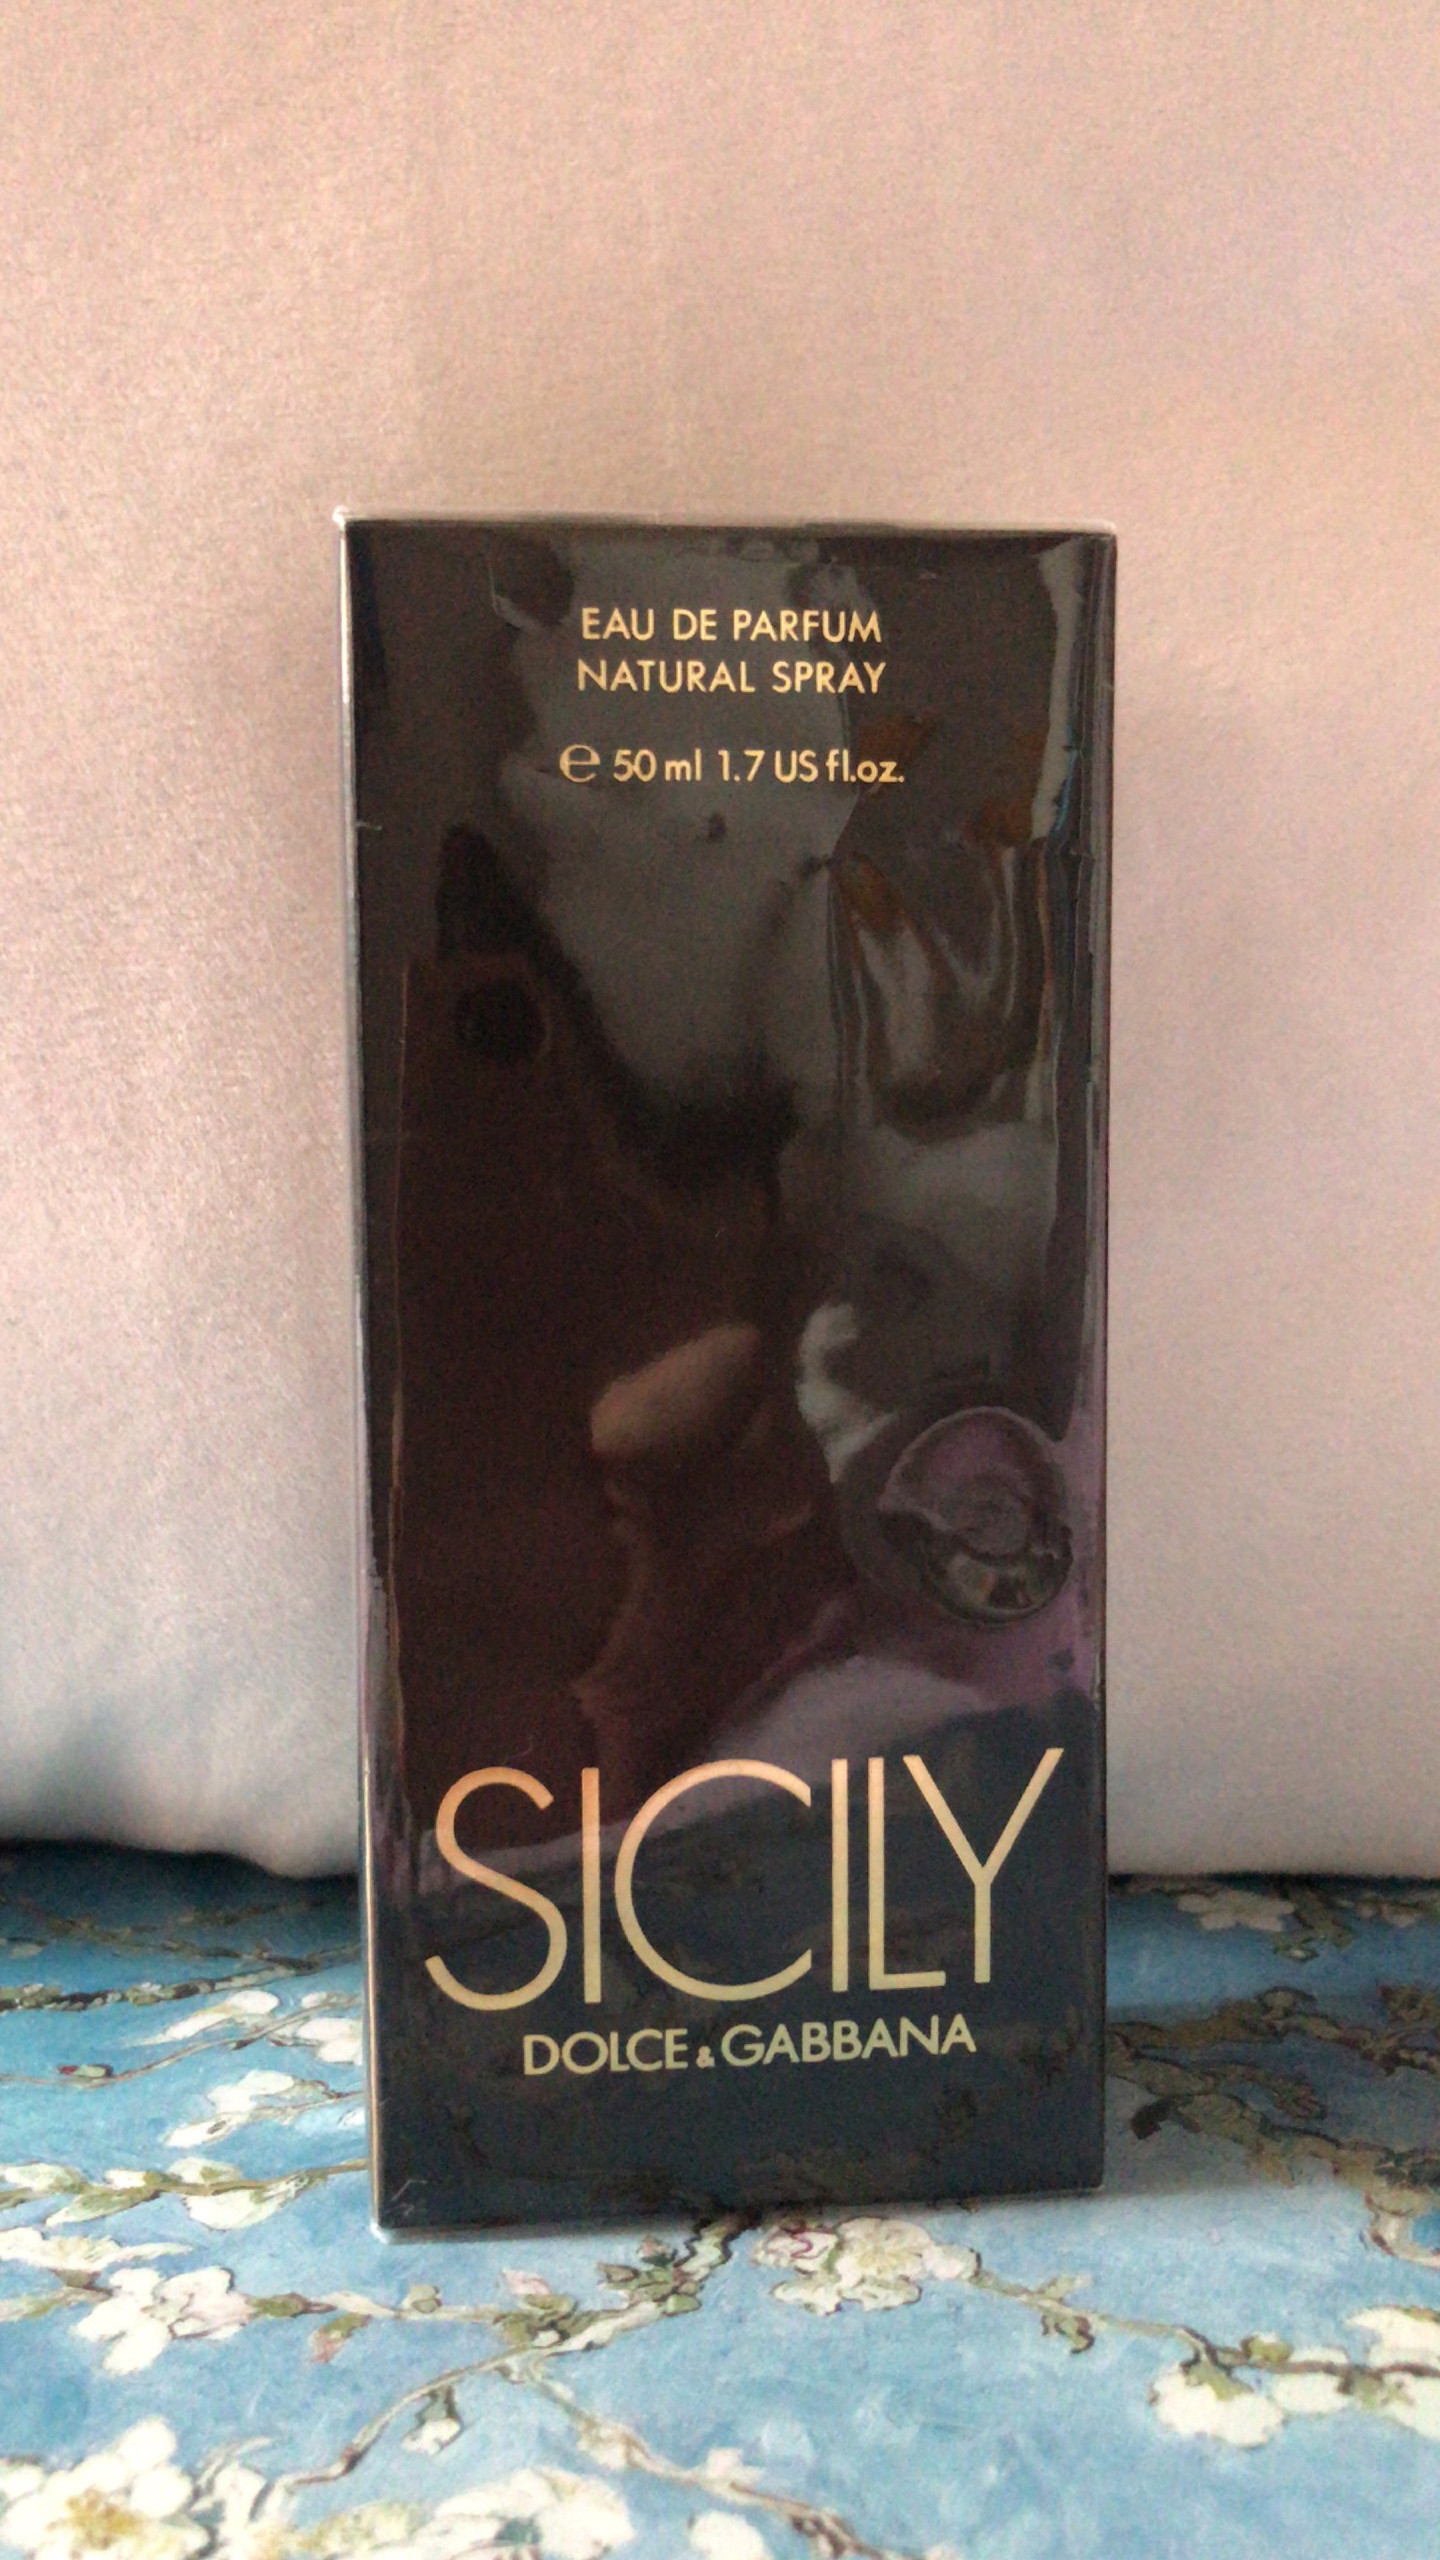 EAU DE PARFUM
NATURAL SPRAY
℮ 50 ml 1.7 US fl.oz.
SICILY
DOLCE & GABBANA